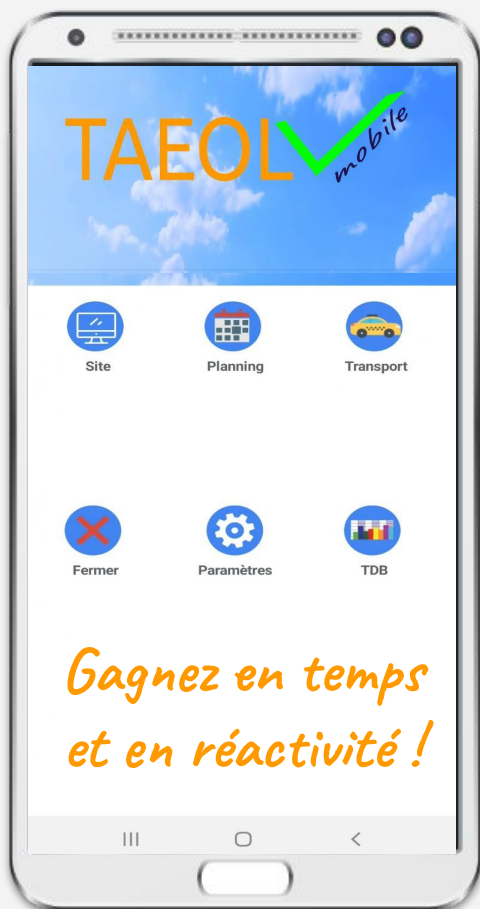 TAEOL mobile
Site Planning Transport
Fermer Paramètres TDB
Gagnez en temps
et en réactivité !